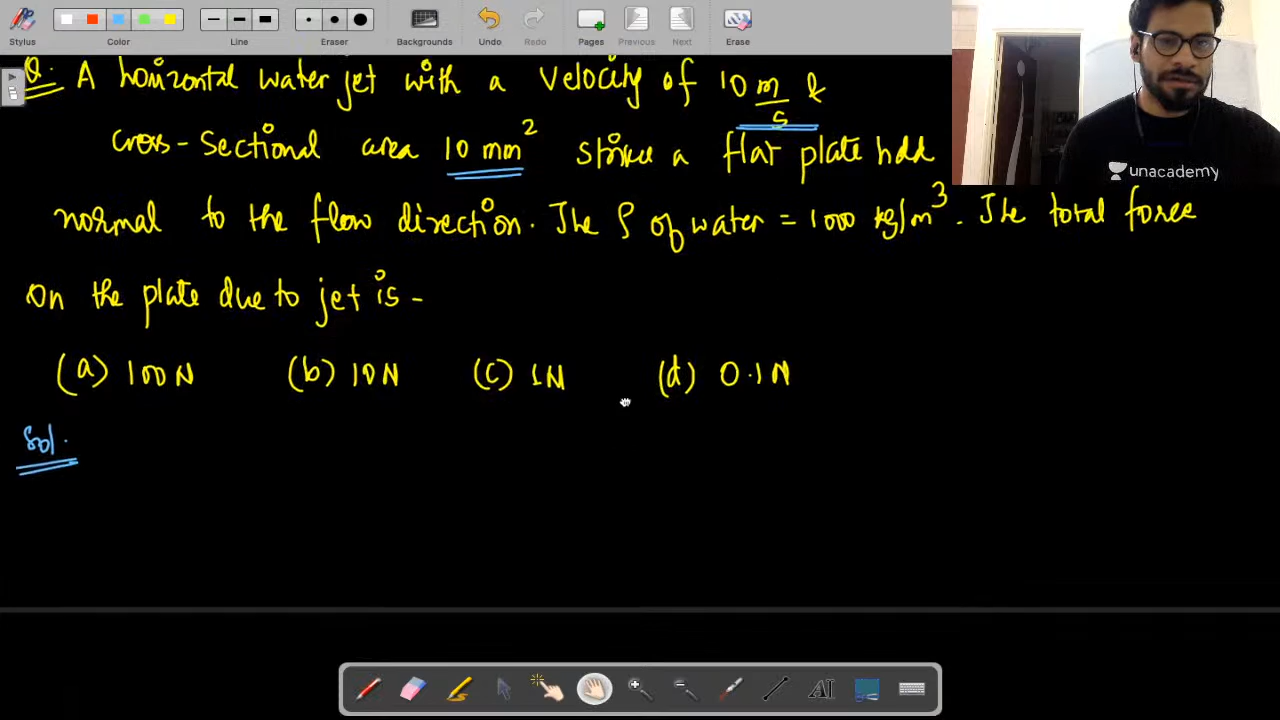 Stylus
Color
Line
Eraser
Backgrounds
Undo
Redo
Pages
Previous
Next
Erase
unacademy
Q. A horizontal water jet with a velocity of 10 m/s &
cross-sectional area 10 mm² strike a flat plate held
normal to the flow direction. The ρ of water = 1000 kg/m³. The total force
on the plate due to jet is -
(a) 100 N (b) 10 N (c) 1N (d) 0.1 N
Sol.
AI